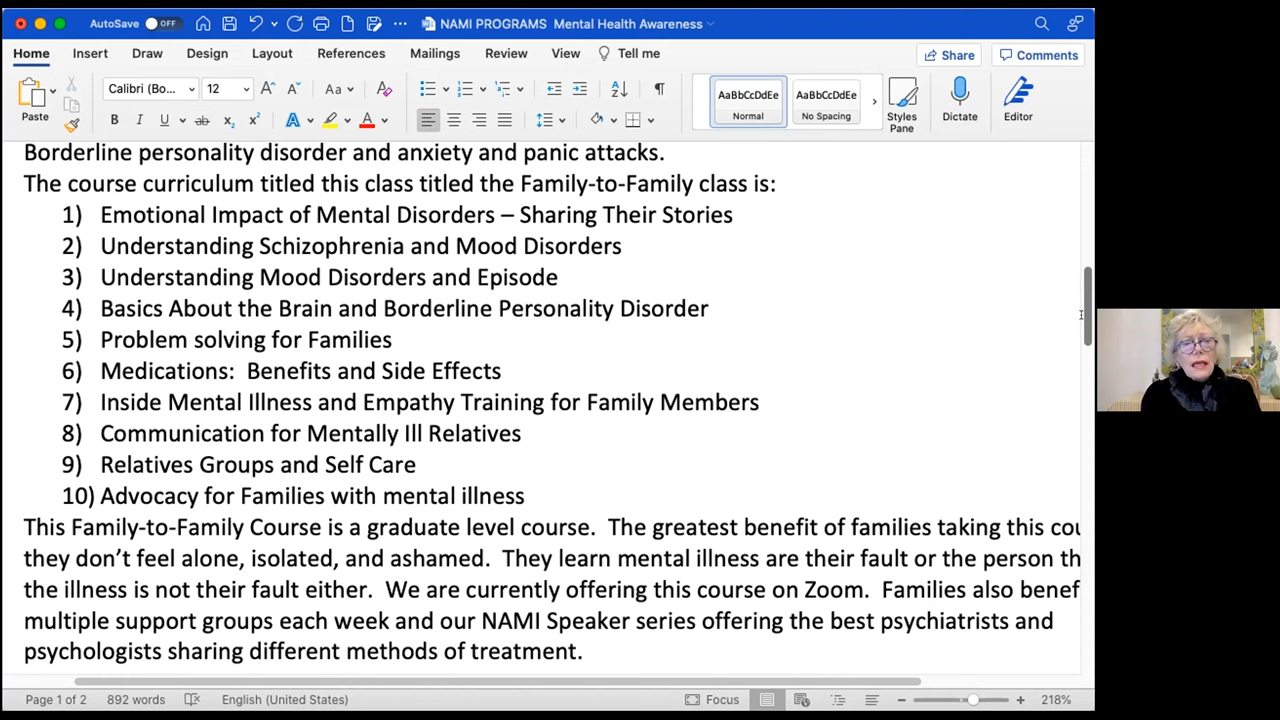 AutoSave OFF NAMI PROGRAMS Mental Health Awareness
Home Insert Draw Design Layout References Mailings Review View Tell me Share Comments
Calibri (Bo... 12 Aa
AaBbCcDdEe AaBbCcDdEe
Paste Normal No Spacing Styles Pane Dictate Editor
Borderline personality disorder and anxiety and panic attacks.
The course curriculum titled this class titled the Family-to-Family class is:
1) Emotional Impact of Mental Disorders – Sharing Their Stories
2) Understanding Schizophrenia and Mood Disorders
3) Understanding Mood Disorders and Episode
4) Basics About the Brain and Borderline Personality Disorder
5) Problem solving for Families
6) Medications: Benefits and Side Effects
7) Inside Mental Illness and Empathy Training for Family Members
8) Communication for Mentally Ill Relatives
9) Relatives Groups and Self Care
10) Advocacy for Families with mental illness
This Family-to-Family Course is a graduate level course. The greatest benefit of families taking this cou
they don’t feel alone, isolated, and ashamed. They learn mental illness are their fault or the person th
the illness is not their fault either. We are currently offering this course on Zoom. Families also benef
multiple support groups each week and our NAMI Speaker series offering the best psychiatrists and
psychologists sharing different methods of treatment.
Page 1 of 2 892 words English (United States) Focus 218%